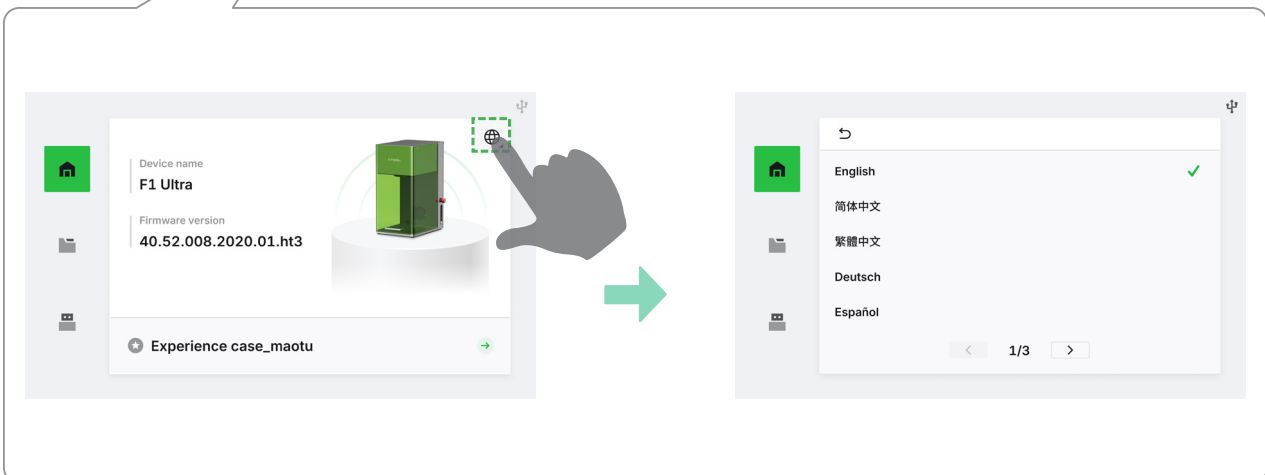 Device name
F1 Ultra
Firmware version
40.52.008.2020.01.ht3
Experience case_maotu
English
简体中文
繁體中文
Deutsch
Español
1/3